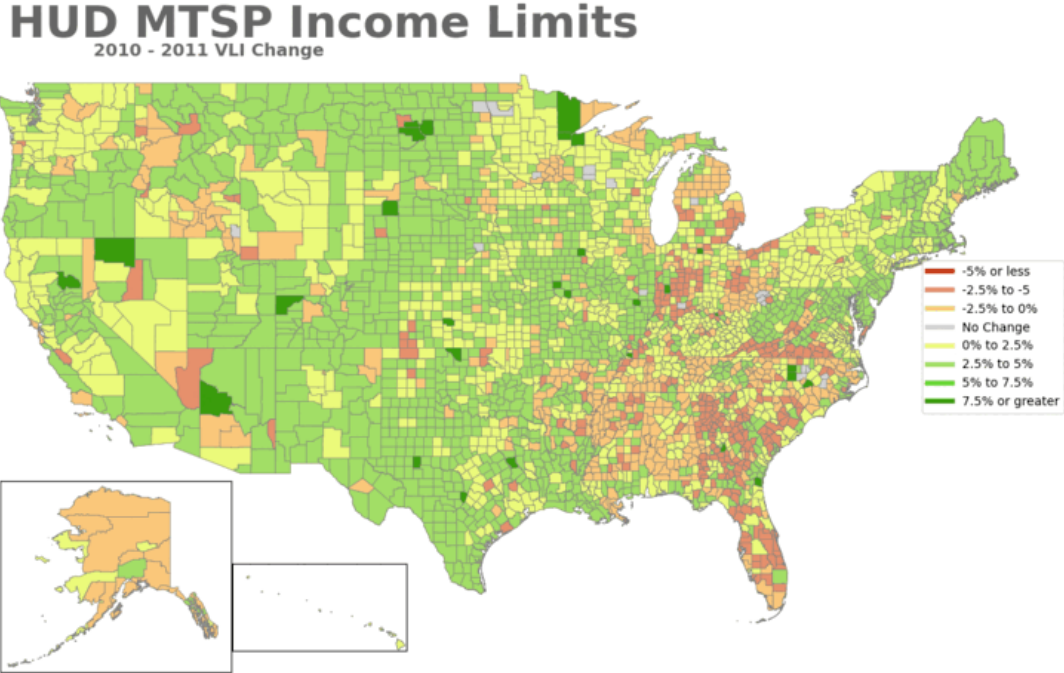 HUD MTSP Income Limits
2010 - 2011 VLI Change
-5% or less
-2.5% to -5
-2.5% to 0%
No Change
0% to 2.5%
2.5% to 5%
5% to 7.5%
7.5% or greater